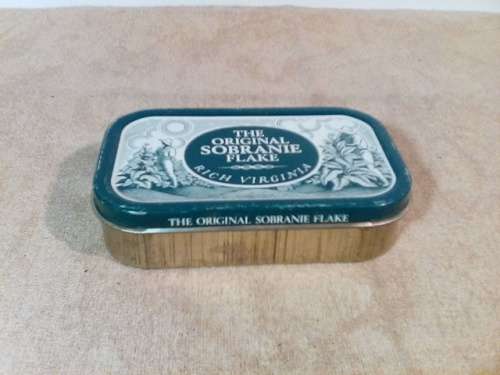 THE
ORIGINAL
SOBRANIE
FLAKE
RICH VIRGINIA
THE ORIGINAL SOBRANIE FLAKE